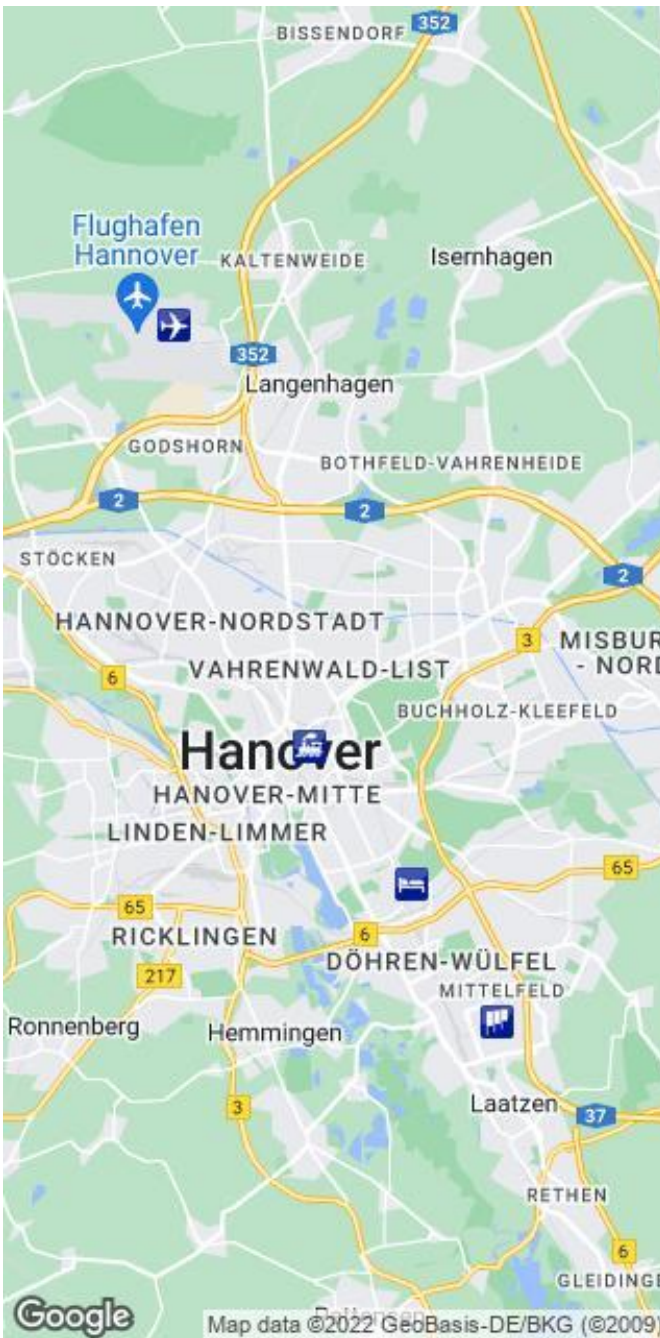 352
BISSENDORF
Flughafen
Hannover
KALTENWEIDE
Isernhagen
352
Langenhagen
GODSHORN
BOTHFELD-VAHRENHEIDE
2
2
STÖCKEN
2
HANNOVER-NORDSTADT
3
MISBUR
- NORD
VAHRENWALD-LIST
6
BUCHHOLZ-KLEEFELD
Hanover
HANOVER-MITTE
LINDEN-LIMMER
65
65
RICKLINGEN
6
DÖHREN-WÜLFEL
217
MITTELFELD
Ronnenberg
Hemmingen
Laatzen
3
37
RETHEN
6
GLEIDINGE
Google
Map data ©2022 GeoBasis-DE/BKG (©2009)